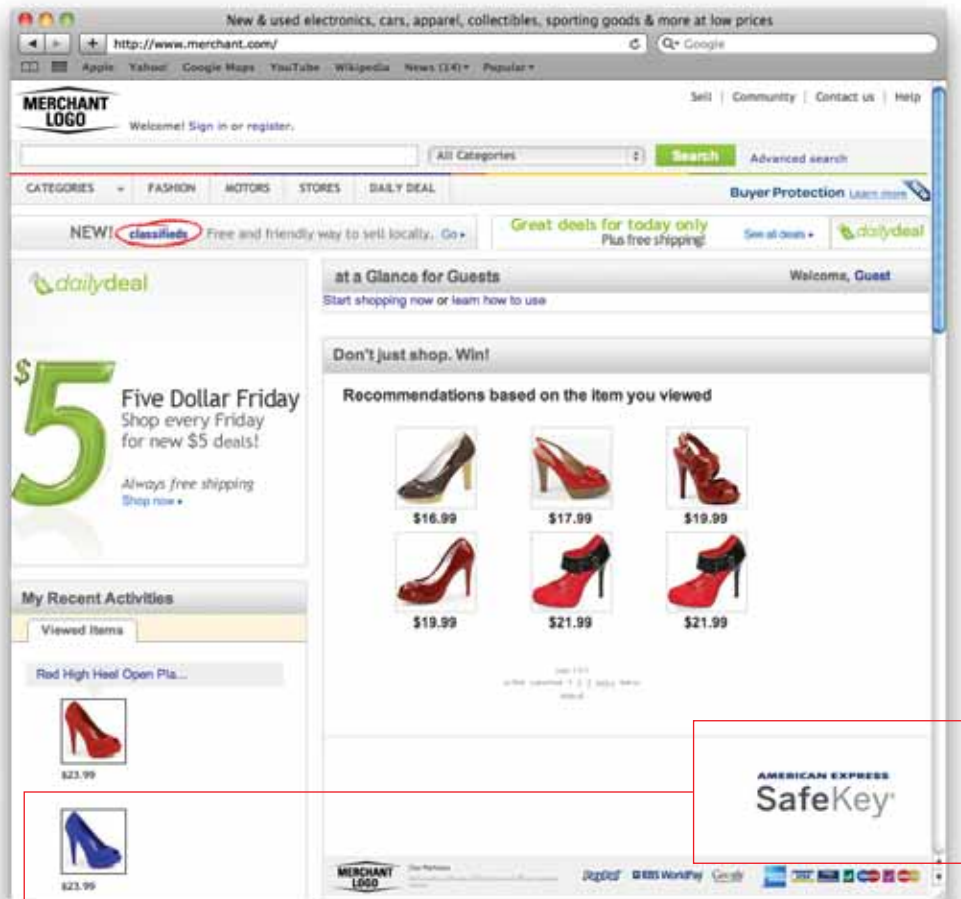 New & used electronics, cars, apparel, collectibles, sporting goods & more at low prices
http://www.merchant.com/
Google
Apple Yahoo! Google Maps YouTube Wikipedia News (14) Popular
MERCHANT
LOGO
Welcome! Sign in or register.
Sell | Community | Contact us | Help
All Categories
Search
Advanced search
CATEGORIES
FASHION
MOTORS
STORES
DAILY DEAL
Buyer Protection Learn more
NEW! classifieds Free and friendly way to sell locally. Go
Great deals for today only
Plus free shipping!
See all deals
dailydeal
dailydeal
$5
Five Dollar Friday
Shop every Friday
for new $5 deals!
Always free shipping
Shop now
at a Glance for Guests
Welcome, Guest
Start shopping now or learn how to use
Don't just shop. Win!
Recommendations based on the item you viewed
$16.99
$17.99
$19.99
$19.99
$21.99
$21.99
My Recent Activities
Viewed Items
Red High Heel Open Pla...
$23.99
$23.99
AMERICAN EXPRESS
SafeKey
MERCHANT
LOGO
PayPal
RBS WorldPay
Google